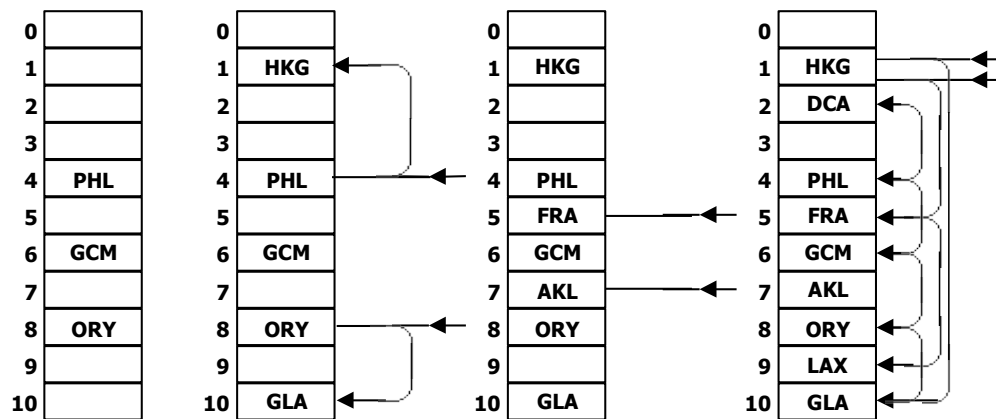 0 0 0 0
1 1 HKG 1 HKG 1 HKG
2 2 2 2 DCA
3 3 3 3
4 PHL 4 PHL 4 PHL 4 PHL
5 5 5 FRA 5 FRA
6 GCM 6 GCM 6 GCM 6 GCM
7 7 7 AKL 7 AKL
8 ORY 8 ORY 8 ORY 8 ORY
9 9 9 9 LAX
10 10 GLA 10 GLA 10 GLA